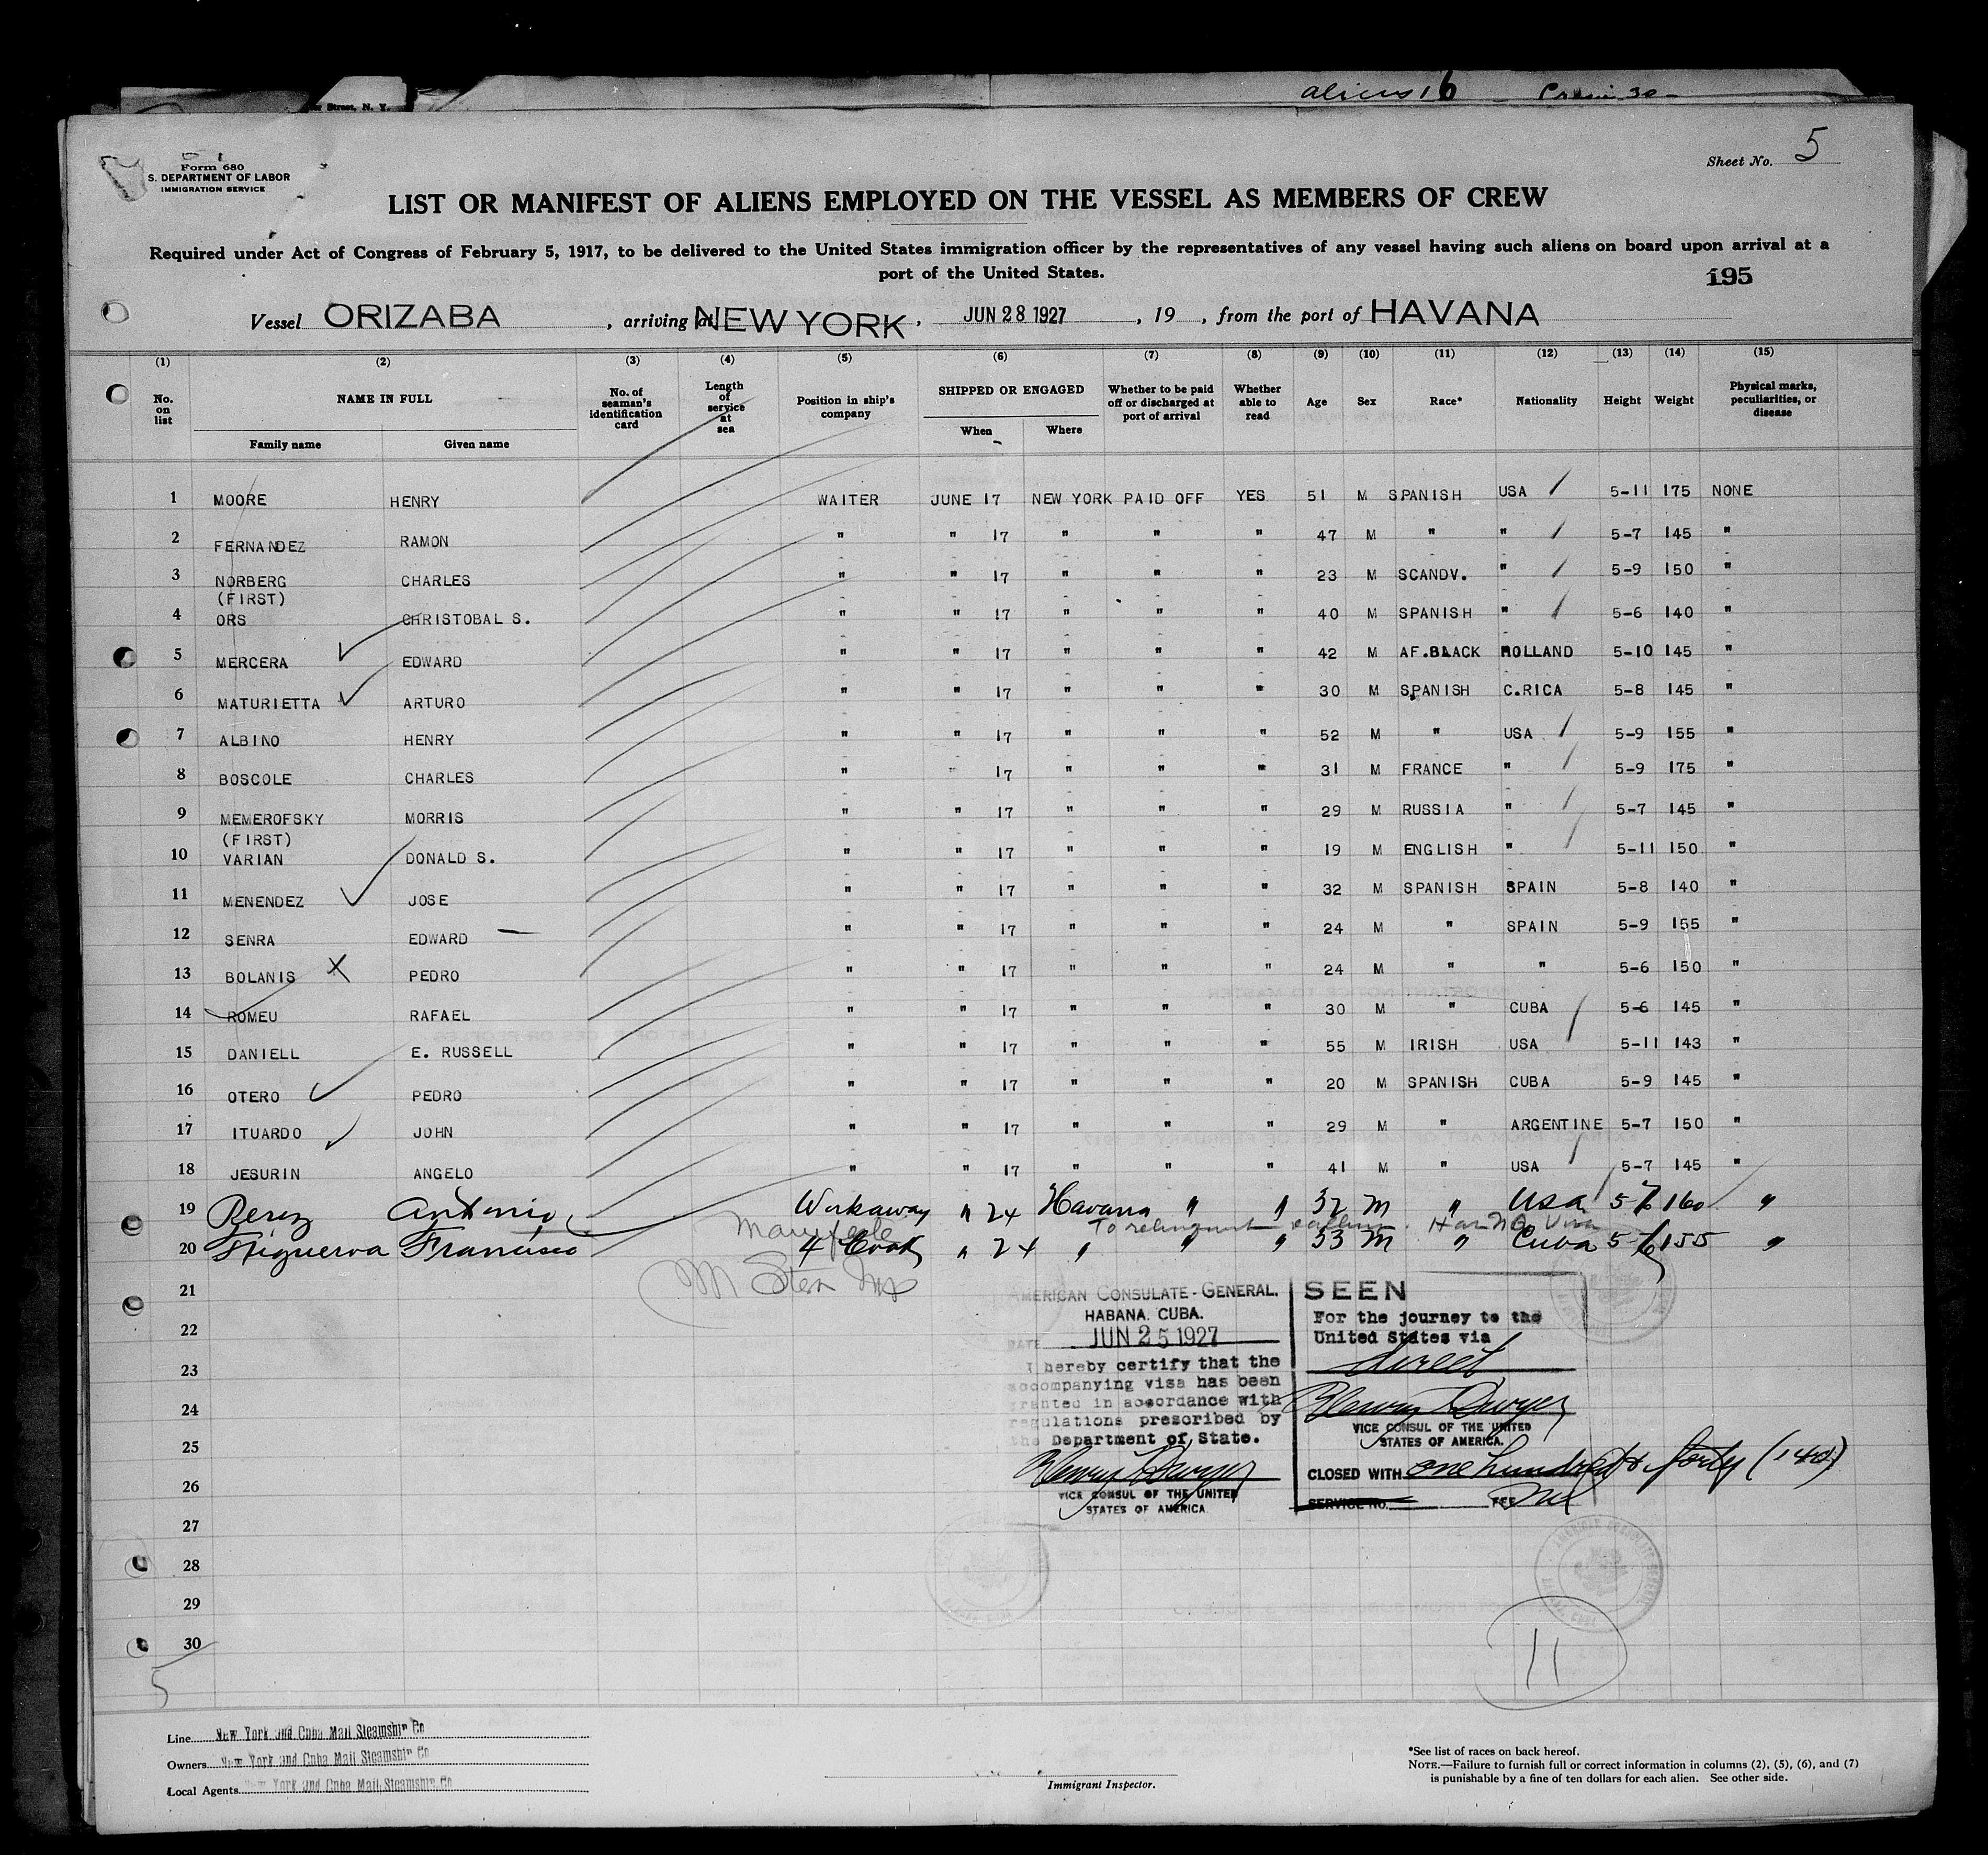 er Street, N. Y.
aliens 16 Crew 30 -
Form 680
S. DEPARTMENT OF LABOR
IMMIGRATION SERVICE
Sheet No. 5
LIST OR MANIFEST OF ALIENS EMPLOYED ON THE VESSEL AS MEMBERS OF CREW
Required under Act of Congress of February 5, 1917, to be delivered to the United States immigration officer by the representatives of any vessel having such aliens on board upon arrival at a
port of the United States.
195
Vessel ORIZABA , arriving at NEW YORK , JUN 28 1927 , 19 , from the port of HAVANA
(1) (2) (3) (4) (5) (6) (7) (8) (9) (10) (11) (12) (13) (14) (15)
No. on list NAME IN FULL No. of seaman's identification card Length of service at sea Position in ship's company SHIPPED OR ENGAGED Whether to be paid off or discharged at port of arrival Whether able to read Age Sex Race* Nationality Height Weight Physical marks, peculiarities, or disease
Family name Given name When Where
1 MOORE HENRY WAITER JUNE 17 NEW YORK PAID OFF YES 51 M SPANISH USA 5-11 175 NONE
2 FERNANDEZ RAMON " " 17 " " " 47 M " " 5-7 145 "
3 NORBERG CHARLES " " 17 " " " 23 M SCANDV. " 5-9 150 "
(FIRST)
4 ORS CHRISTOBAL S. " " 17 " " " 40 M SPANISH " 5-6 140 "
5 MERCERA EDWARD " " 17 " " " 42 M AF.BLACK HOLLAND 5-10 145 "
6 MATURIETTA ARTURO " " 17 " " " 30 M SPANISH C.RICA 5-8 145 "
7 ALBINO HENRY " " 17 " " " 52 M " USA 5-9 155 "
8 BOSCOLE CHARLES " " 17 " " " 31 M FRANCE " 5-9 175 "
9 MEMEROFSKY MORRIS " " 17 " " " 29 M RUSSIA " 5-7 145 "
(FIRST)
10 VARIAN DONALD S. " " 17 " " " 19 M ENGLISH " 5-11 150 "
11 MENENDEZ JOSE " " 17 " " " 32 M SPANISH SPAIN 5-8 140 "
12 SENRA EDWARD " " 17 " " " 24 M " SPAIN 5-9 155 "
13 BOLANIS PEDRO " " 17 " " " 24 M " " 5-6 150 "
14 ROMEU RAFAEL " " 17 " " " 30 M " CUBA 5-6 145 "
15 DANIELL E. RUSSELL " " 17 " " " 55 M IRISH USA 5-11 143 "
16 OTERO PEDRO " " 17 " " " 20 M SPANISH CUBA 5-9 145 "
17 ITUARDO JOHN " " 17 " " " 29 M " ARGENTINE 5-7 150 "
18 JESURIN ANGELO " " 17 " " " 41 M " USA 5-7 145 "
19 Perez Antonio Workaway " 24 Havana " " 32 M " USA 5 7 160 "
To relinquish calling. Has No Visa
20 Figueroa Francisco 4 Cook " 24 " " " 33 M " Cuba 5-6 155 "
M Stern Insp
21
22
23
24
25
26
27
28
29
30
AMERICAN CONSULATE-GENERAL.
HABANA. CUBA.
DATE JUN 25 1927
I hereby certify that the
accompanying visa has been
granted in accordance with
regulations prescribed by
the Department of State.
Henry Dwyer
VICE CONSUL OF THE UNITED
STATES OF AMERICA
SEEN
For the journey to the
United States via
direct
Henry Dwyer
VICE CONSUL OF THE UNITED
STATES OF AMERICA.
CLOSED WITH one hundred & forty (140)
SERVICE No. FEE
11
5
Line New York and Cuba Mail Steamship Co
Owners New York and Cuba Mail Steamship Co
Local Agents New York and Cuba Mail Steamship Co
Immigrant Inspector.
*See list of races on back hereof.
NOTE.—Failure to furnish full or correct information in columns (2), (5), (6), and (7)
is punishable by a fine of ten dollars for each alien. See other side.